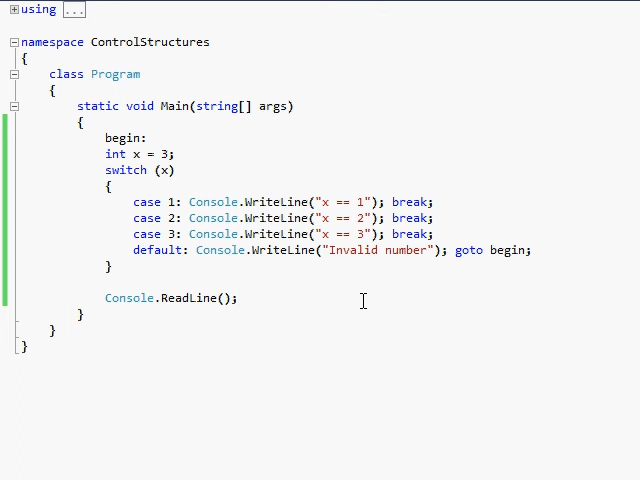 using ...
namespace ControlStructures
{
class Program
{
static void Main(string[] args)
{
begin:
int x = 3;
switch (x)
{
case 1: Console.WriteLine("x == 1"); break;
case 2: Console.WriteLine("x == 2"); break;
case 3: Console.WriteLine("x == 3"); break;
default: Console.WriteLine("Invalid number"); goto begin;
}
Console.ReadLine();
}
}
}